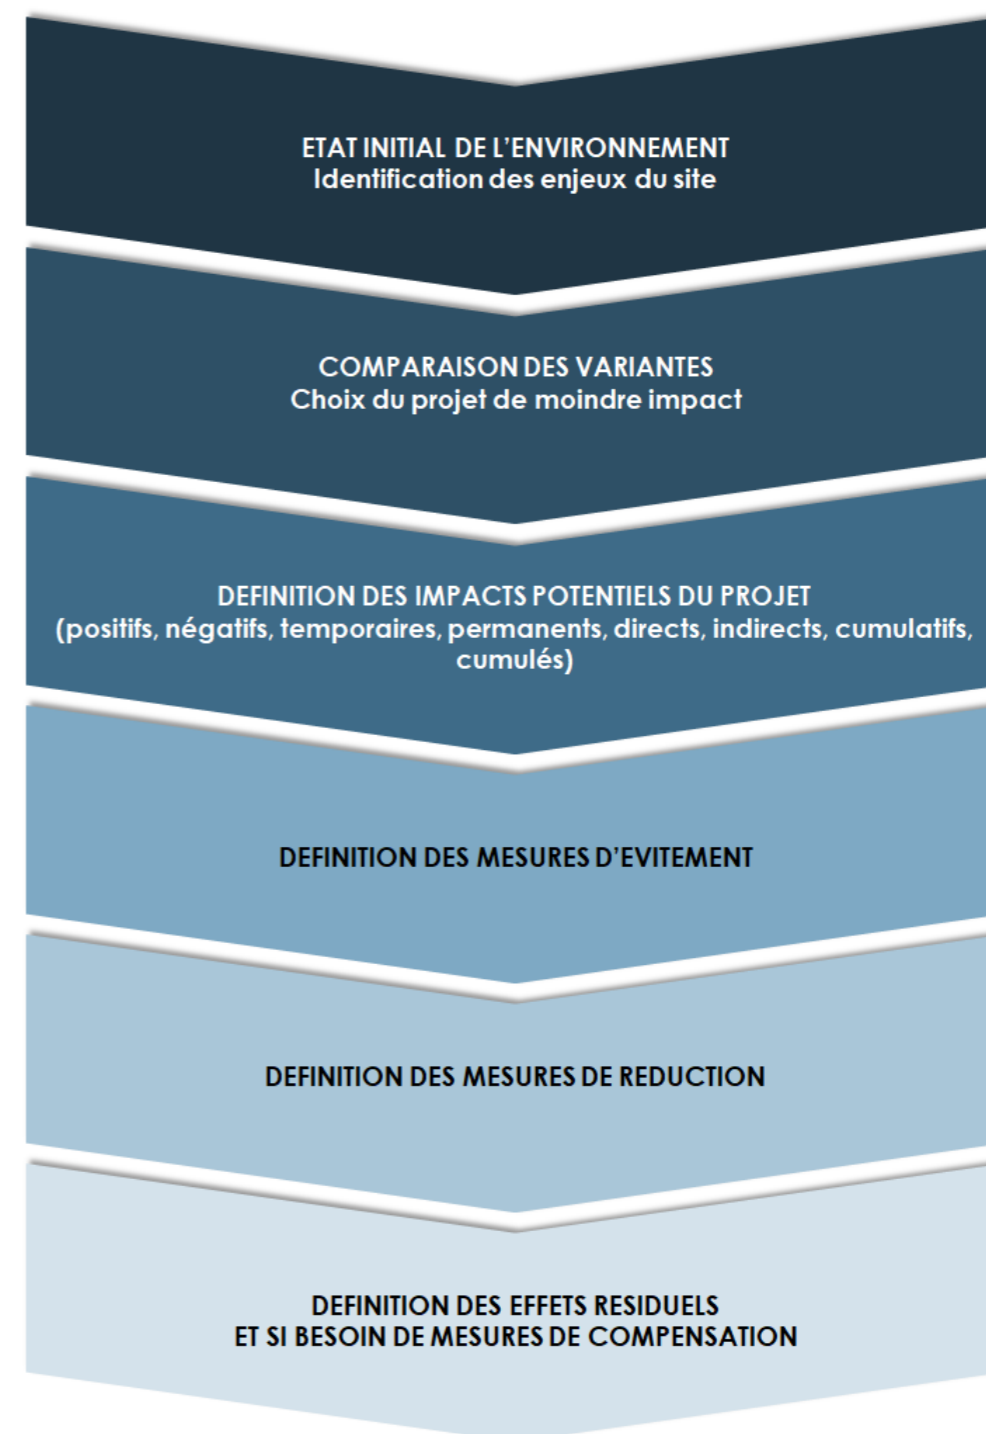 ETAT INITIAL DE L’ENVIRONNEMENT
Identification des enjeux du site
COMPARAISON DES VARIANTES
Choix du projet de moindre impact
DEFINITION DES IMPACTS POTENTIELS DU PROJET
(positifs, négatifs, temporaires, permanents, directs, indirects, cumulatifs,
cumulés)
DEFINITION DES MESURES D’EVITEMENT
DEFINITION DES MESURES DE REDUCTION
DEFINITION DES EFFETS RESIDUELS
ET SI BESOIN DE MESURES DE COMPENSATION